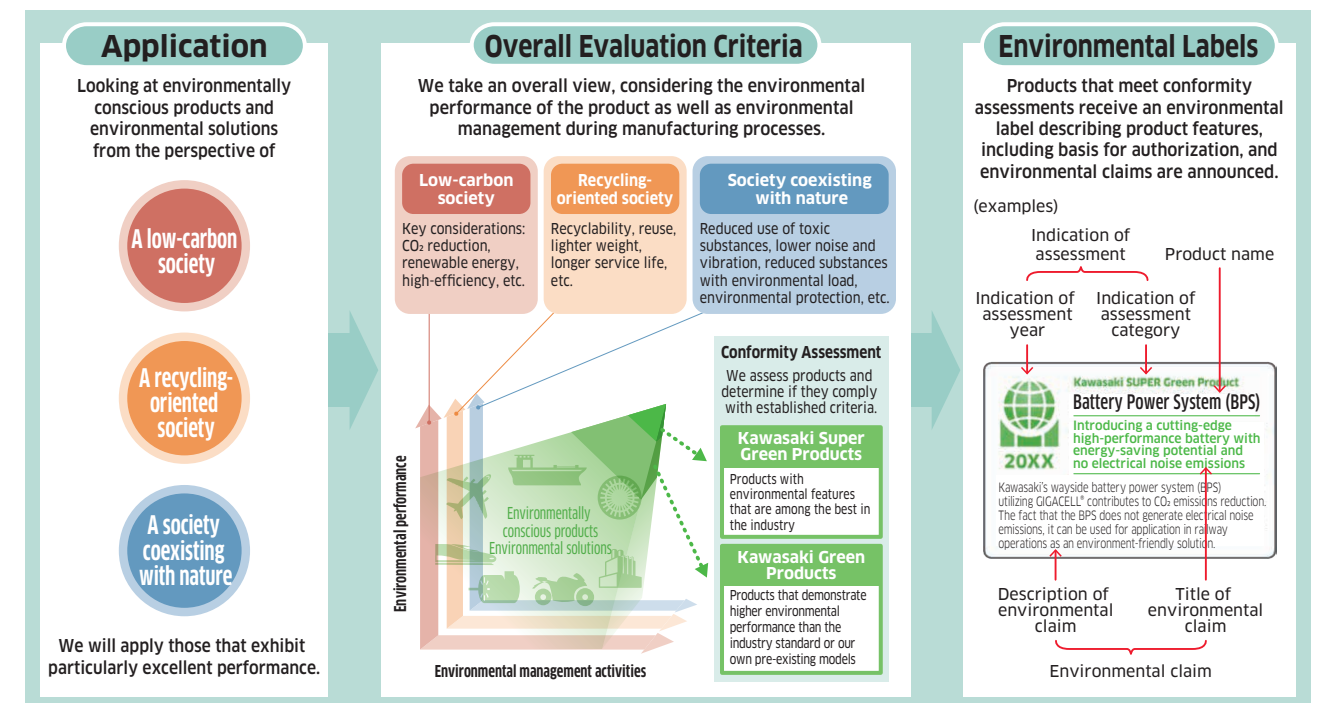 Application
Looking at environmentally
conscious products and
environmental solutions
from the perspective of
A low-carbon
society
A recycling-
oriented
society
A society
coexisting
with nature
We will apply those that exhibit
particularly excellent performance.
Overall Evaluation Criteria
We take an overall view, considering the environmental
performance of the product as well as environmental
management during manufacturing processes.
Low-carbon
society
Key considerations:
CO₂ reduction,
renewable energy,
high-efficiency, etc.
Recycling-
oriented society
Recyclability, reuse,
lighter weight,
longer service life,
etc.
Society coexisting
with nature
Reduced use of toxic
substances, lower noise and
vibration, reduced substances
with environmental load,
environmental protection, etc.
Environmental performance
Environmentally
conscious products
Environmental solutions
Environmental management activities
Conformity Assessment
We assess products and
determine if they comply
with established criteria.
Kawasaki Super
Green Products
Products with
environmental features
that are among the best in
the industry
Kawasaki Green
Products
Products that demonstrate
higher environmental
performance than the
industry standard or our
own pre-existing models
Environmental Labels
Products that meet conformity
assessments receive an environmental
label describing product features,
including basis for authorization, and
environmental claims are announced.
(examples)
Indication of
assessment
Product name
Indication of
assessment
year
Indication of
assessment
category
20XX
Kawasaki SUPER Green Product
Battery Power System (BPS)
Introducing a cutting-edge
high-performance battery with
energy-saving potential and
no electrical noise emissions
Kawasaki's wayside battery power system (BPS)
utilizing GIGACELL® contributes to CO₂ emissions reduction.
The fact that the BPS does not generate electrical noise
emissions, it can be used for application in railway
operations as an environment-friendly solution.
Description of
environmental
claim
Title of
environmental
claim
Environmental claim